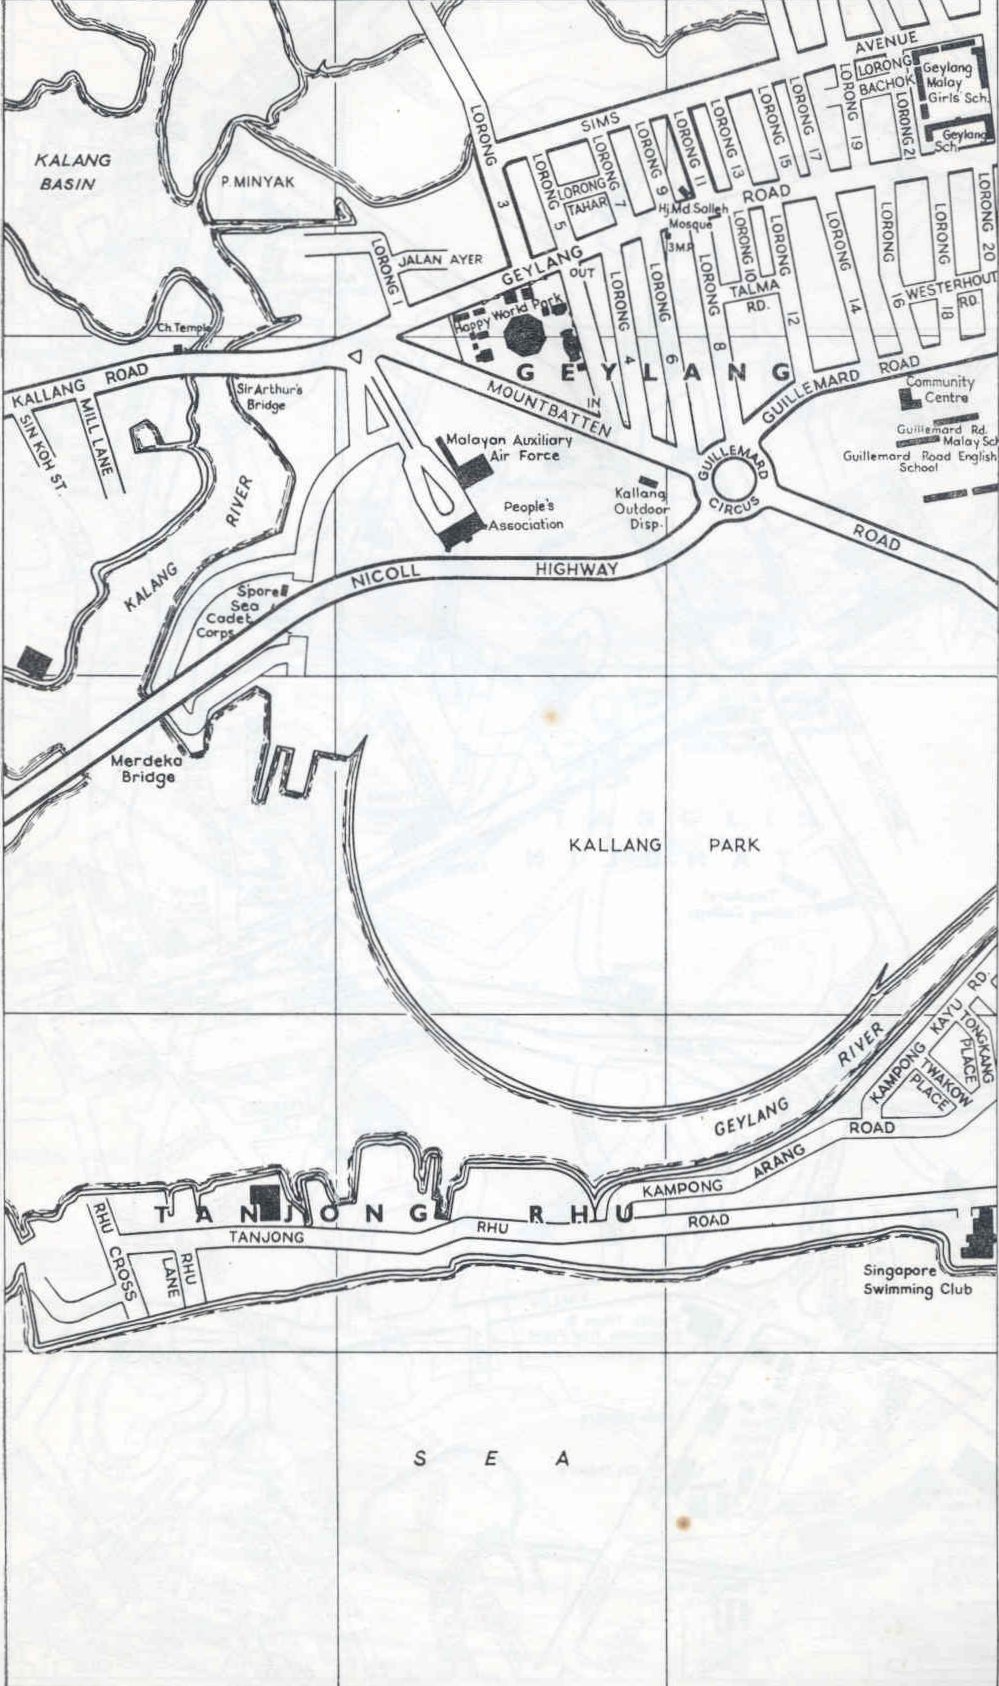 AVENUE
LORONG
BACHOK
Geylang
Malay
Girls' Sch.
Geylang
Sch.
LORONG 21
LORONG 19
LORONG 17
LORONG 15
LORONG 13
LORONG 11
LORONG 9
LORONG 7
LORONG
TAHAR
LORONG 5
LORONG 3
SIMS
KALANG
BASIN
P. MINYAK
LORONG 1
JALAN AYER
GEYLANG
ROAD
Hj. Md. Salleh
Mosque
3 M.P.
OUT
IN
Happy World Park
LORONG 4
LORONG 6
LORONG 8
LORONG 10
TALMA
RD.
LORONG 12
LORONG 14
LORONG 16
LORONG 18
LORONG 20
WESTERHOUT
RD.
Ch. Temple
KALLANG ROAD
SIN KOH ST.
MILL LANE
Sir Arthur's
Bridge
GEYLANG
MOUNTBATTEN
GUILLEMARD ROAD
Community
Centre
Guillemard Rd.
Malay Sch
Guillemard Road English
School
Malayan Auxiliary
Air Force
People's
Association
Kallang
Outdoor
Disp.
GUILLEMARD
CIRCUS
ROAD
NICOLL HIGHWAY
KALANG RIVER
S'pore
Sea
Cadet
Corps
Merdeka
Bridge
KALLANG PARK
GEYLANG RIVER
KAMPONG KAYU RD.
TONGKANG
PLACE
TWAKOW
PLACE
KAMPONG ARANG ROAD
TANJONG RHU
TANJONG RHU ROAD
RHU CROSS
RHU
LANE
Singapore
Swimming Club
SEA